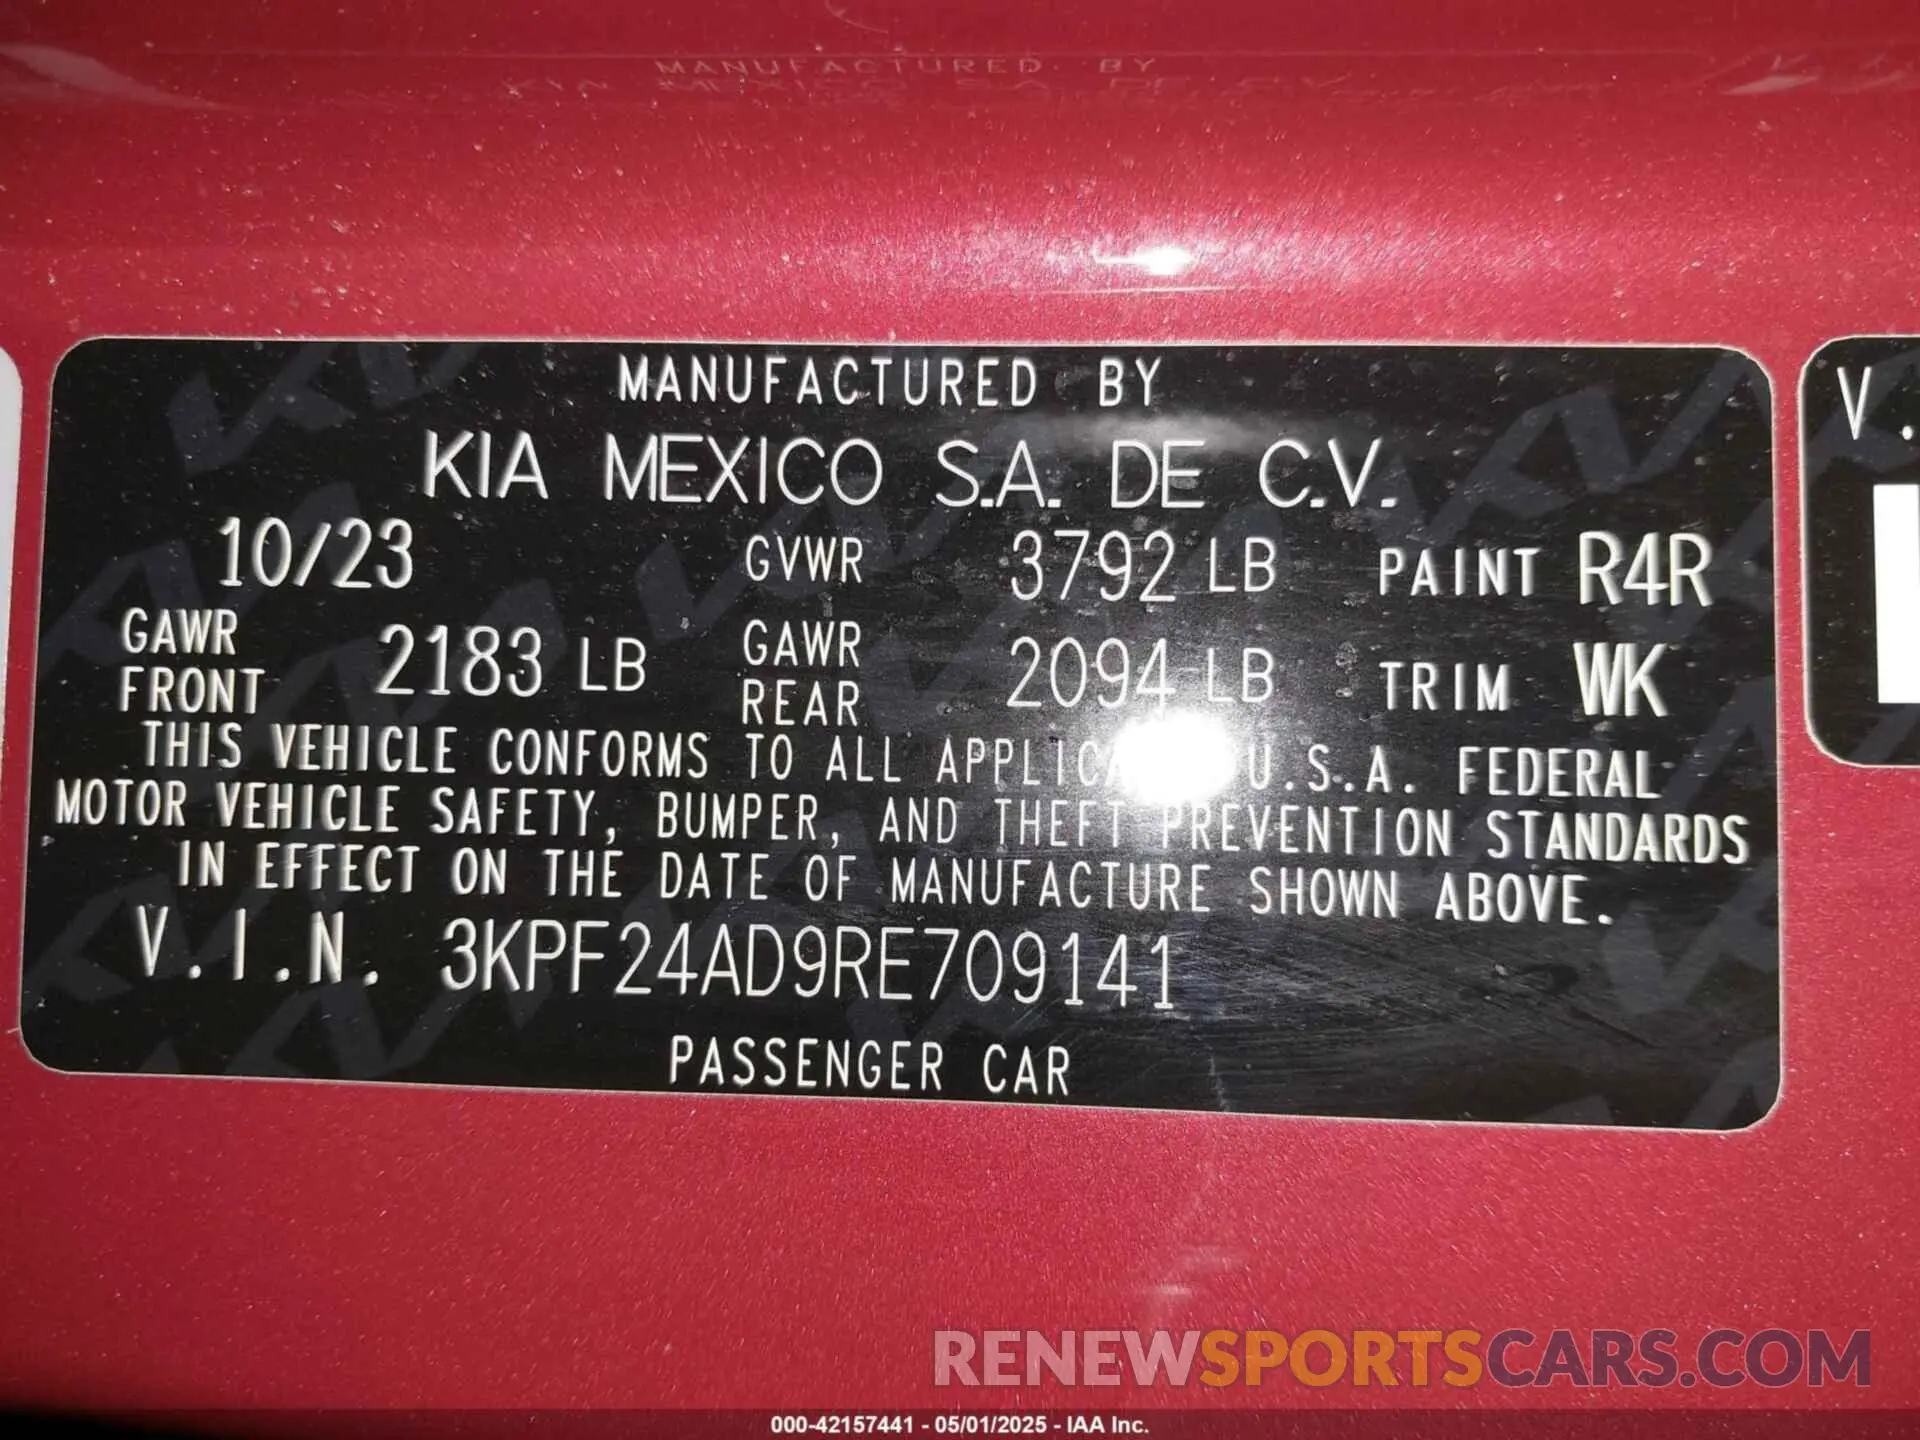 MANUFACTURED BY
MANUFACTURED BY
KIA MEXICO S.A. DE C.V.
10/23 GVWR 3792 LB PAINT R4R
GAWR FRONT 2183 LB GAWR REAR 2094 LB TRIM WK
THIS VEHICLE CONFORMS TO ALL U.S.A. FEDERAL
MOTOR VEHICLE SAFETY, BUMPER, AND THEFT PREVENTION STANDARDS
IN EFFECT ON THE DATE OF MANUFACTURE SHOWN ABOVE.
V.I.N. 3KPF24AD9RE709141
PASSENGER CAR
V.
RENEWSPORTSCARS.COM
000-42157441 - 05/01/2025 - IAA Inc.